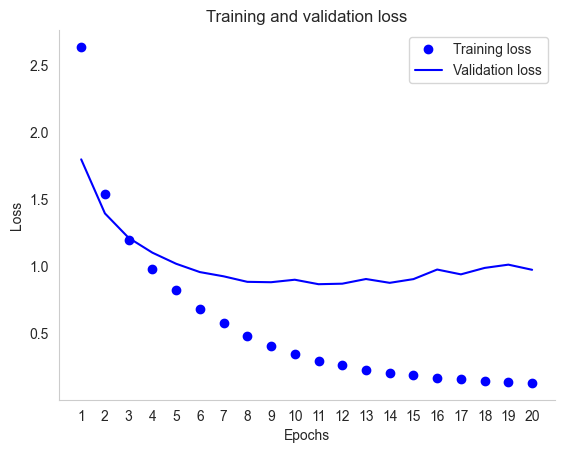 Training and validation loss
Training loss
Validation loss
2.5
2.0
1.5
1.0
0.5
Loss
1 2 3 4 5 6 7 8 9 10 11 12 13 14 15 16 17 18 19 20
Epochs